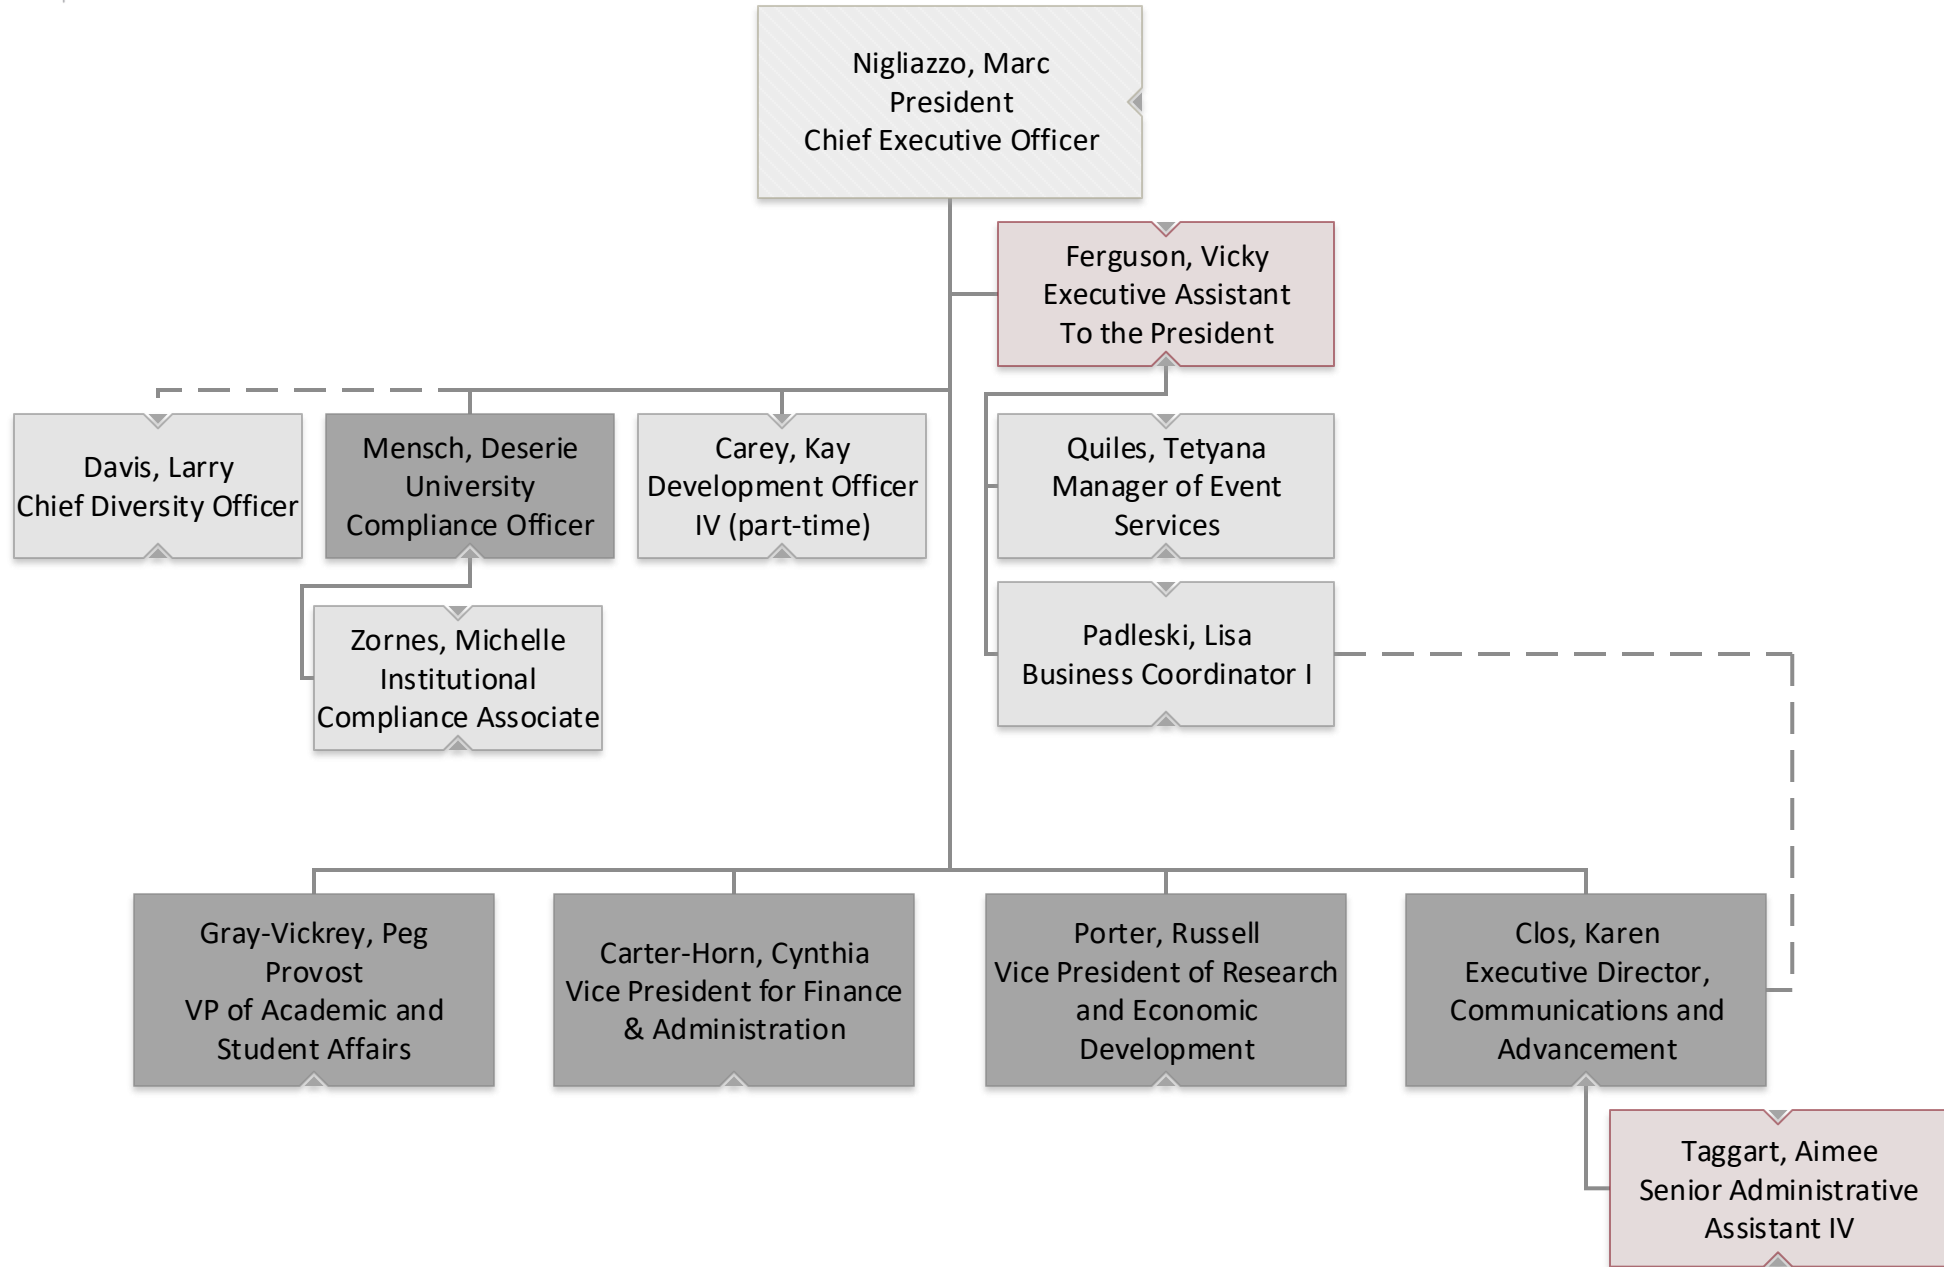 Nigliazzo, Marc
President
Chief Executive Officer
Ferguson, Vicky
Executive Assistant
To the President
Davis, Larry
Chief Diversity Officer
Mensch, Deserie
University
Compliance Officer
Carey, Kay
Development Officer
IV (part-time)
Quiles, Tetyana
Manager of Event
Services
Zornes, Michelle
Institutional
Compliance Associate
Padleski, Lisa
Business Coordinator I
Gray-Vickrey, Peg
Provost
VP of Academic and
Student Affairs
Carter-Horn, Cynthia
Vice President for Finance
& Administration
Porter, Russell
Vice President of Research
and Economic
Development
Clos, Karen
Executive Director,
Communications and
Advancement
Taggart, Aimee
Senior Administrative
Assistant IV